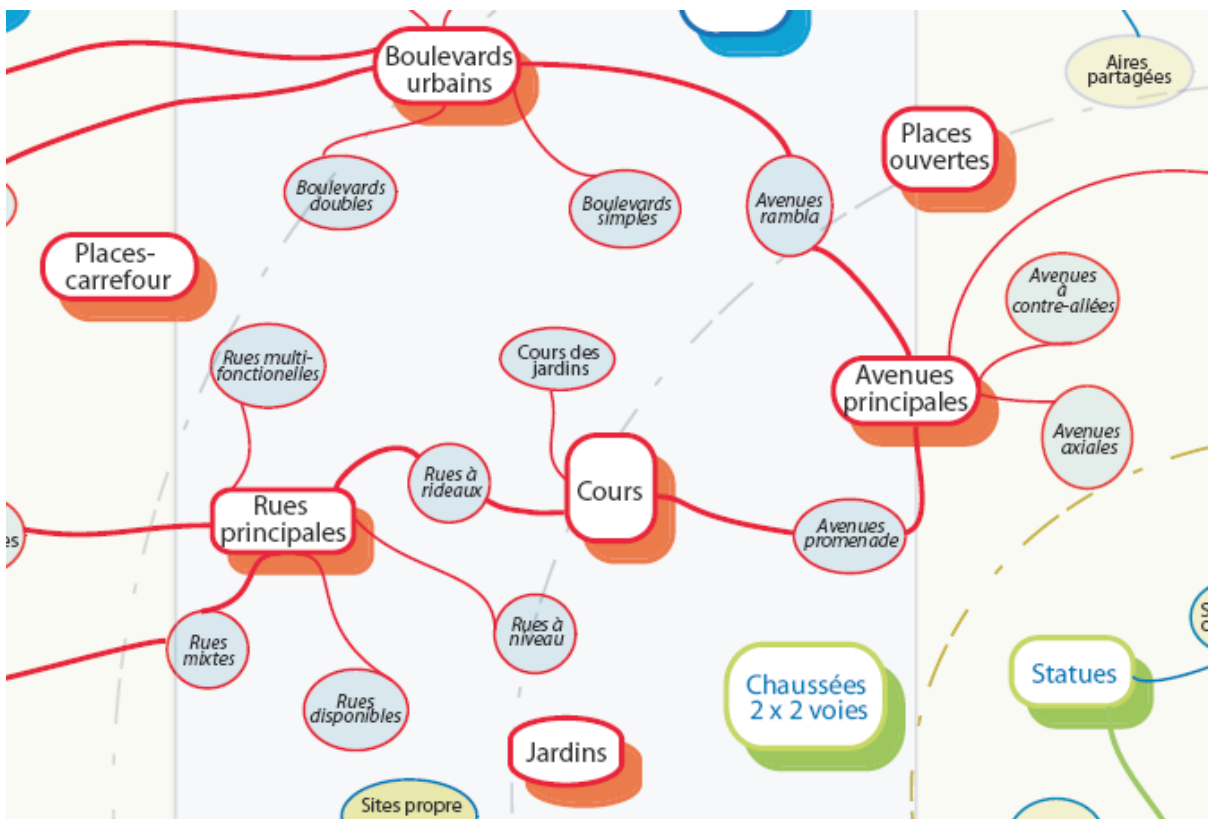 Boulevards
urbains
Aires
partagées
Places
ouvertes
Boulevards
doubles
Boulevards
simples
Avenues
rambla
Places-
carrefour
Avenues
à
contre-allées
Rues multi-
fonctionelles
Cours des
jardins
Avenues
principales
Avenues
axiales
Rues à
rideaux
Cours
Rues
principales
Avenues
promenade
es
Rues
mixtes
Rues à
niveau
Rues
disponibles
Chaussées
2 x 2 voies
Statues
Jardins
Sites propre